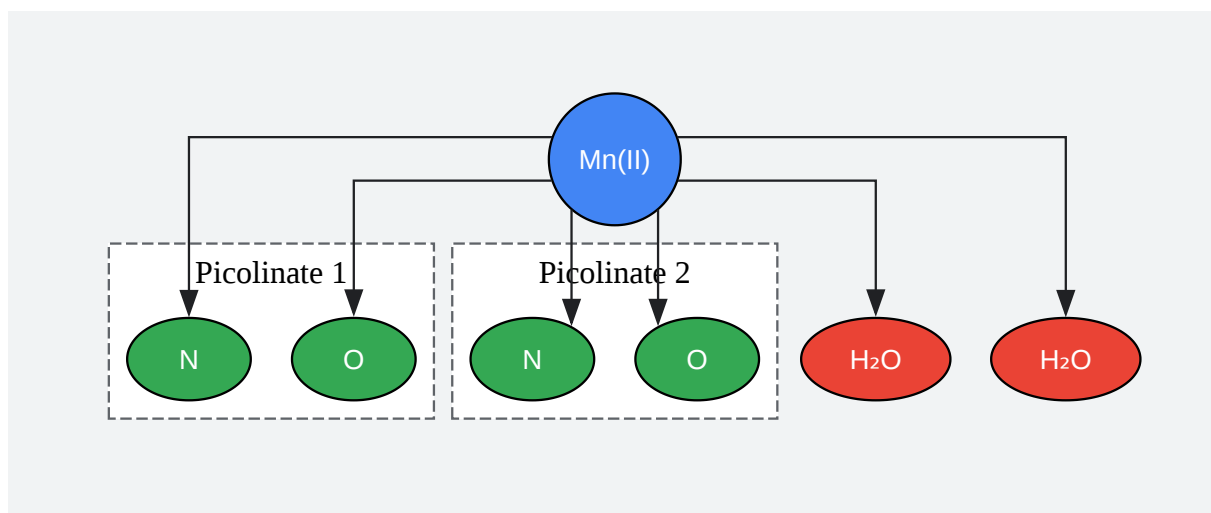 Mn(II)
Picolinate 1
Picolinate 2
N
O
N
O
H₂O
H₂O